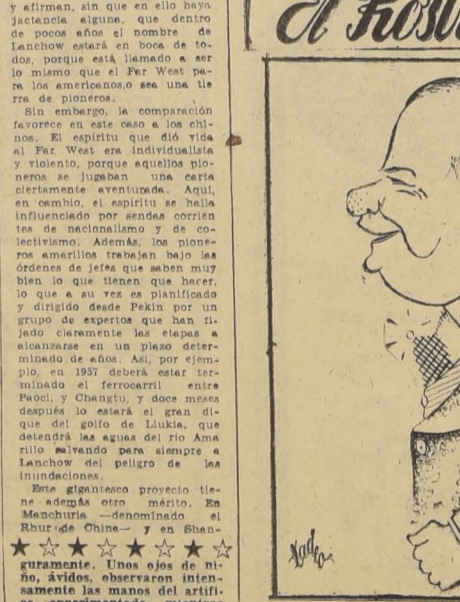 y afirman, sin que en ello haya
jactancia alguna, que dentro
de pocos años el nombre de
Lanchow estará en boca de to-
dos, porque está llamado a ser
lo mismo que el Far West pa-
ra los americanos,o sea una tie
rra de pioneros.
Sin embargo, la comparación
favorece en este caso a los chi-
nos. El espiritu que dió vida
al Far West era individualista
y violento, porque aquellos pio-
neros se jugaban una carta
ciertamente aventurada. Aquí,
en cambio, el espiritu se halla
influenciado por sendas corrien
tes de nacionalismo y de co-
lectivismo. Además, los pione-
ros amarillos trabajan bajo las
órdenes de jefes que saben muy
bien lo que tienen que hacer,
lo que a su vez es planificado
y dirigido desde Pekin por un
grupo de expertos que han fi-
jado claramente las etapas a
alcanzarse en un plazo deter-
minado de años. Así, por ejem-
plo, en 1957 deberá estar ter-
minado el ferrocarril entre
Paoci, y Changtu, y doce meses
después lo estará el gran di-
que del golfo de Liukia, que
detendrá las aguas del río Ama
rillo salvando para siempre a
Lanchow del peligro de las
inundaciones.
Este gigantesco proyecto tie-
ne además otro mérito. En
Manchuria —denominado el
Rhur de China— y en Shan-
guramente. Unos ojos de ni-
ño, ávidos, observaron inten-
samente las manos del artífi-
El